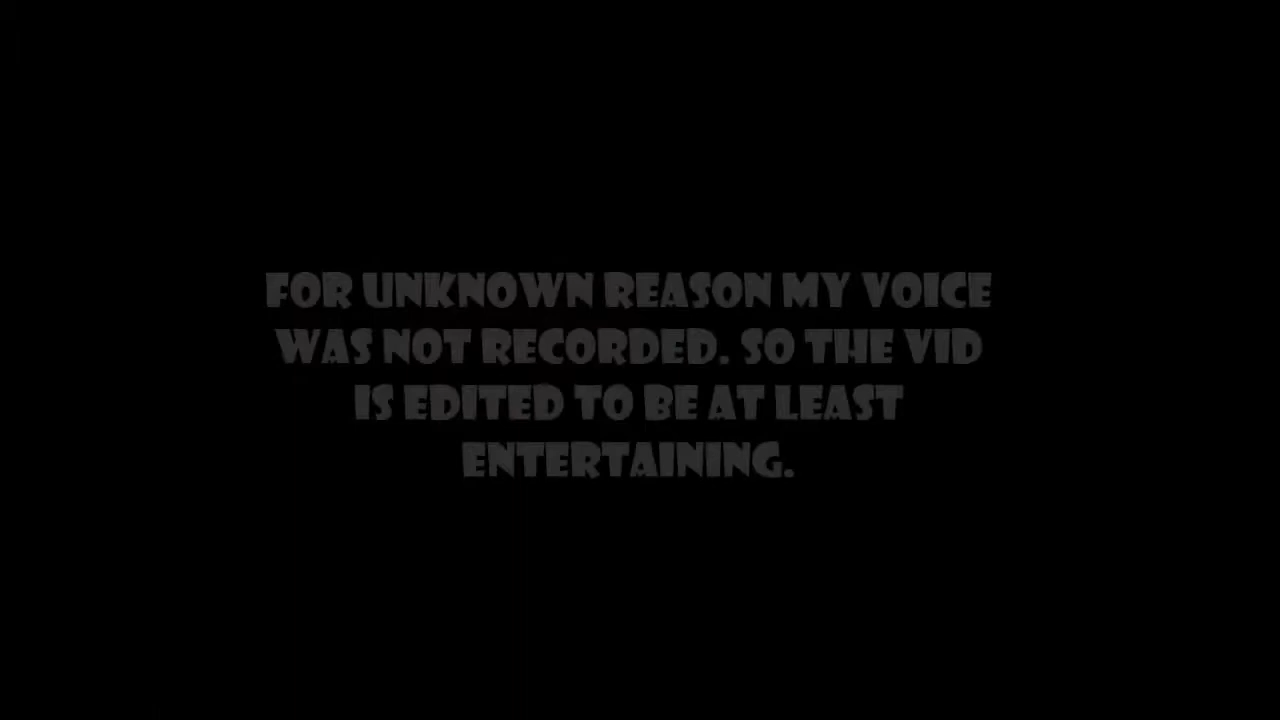 FOR UNKNOWN REASON MY VOICE
WAS NOT RECORDED. SO THE VID
IS EDITED TO BE AT LEAST
ENTERTAINING.